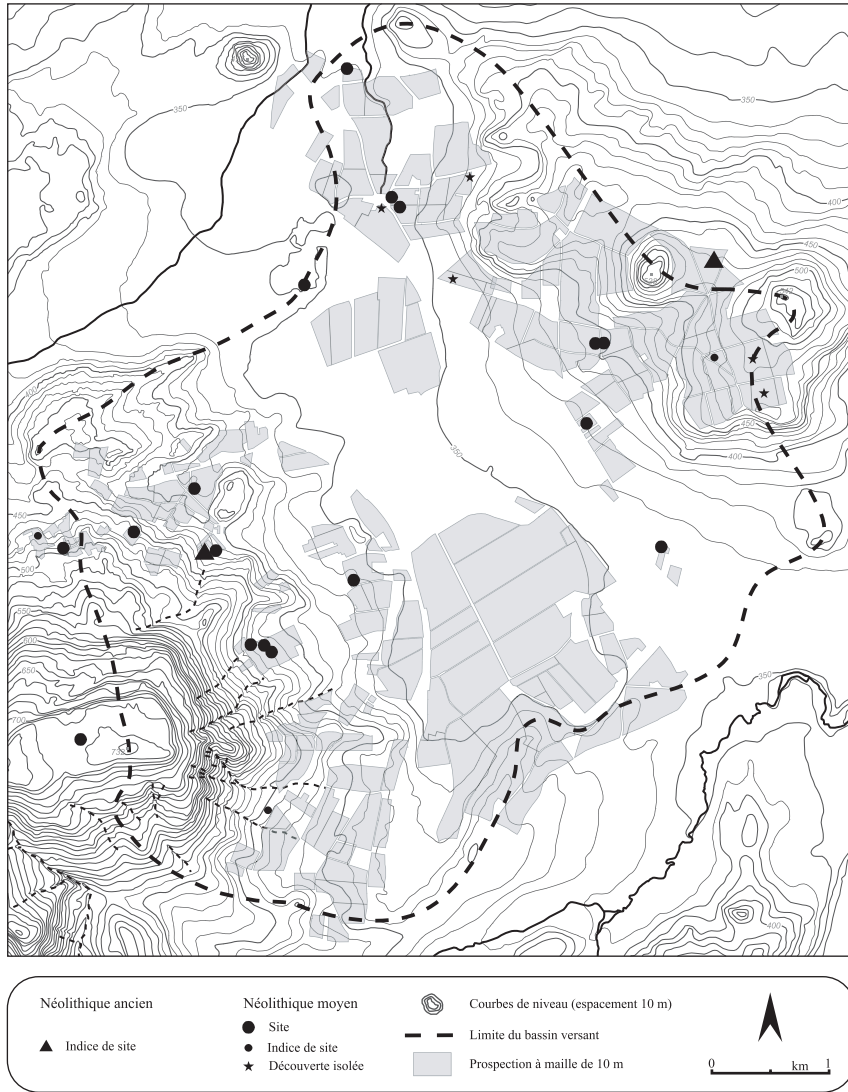 350
350
400
450
500
400
350
450
400
450
500
550
600
650
700
350
400
Néolithique ancien
Indice de site
Néolithique moyen
Site
Indice de site
Découverte isolée
Courbes de niveau (espacement 10 m)
Limite du bassin versant
Prospection à maille de 10 m
0 km 1